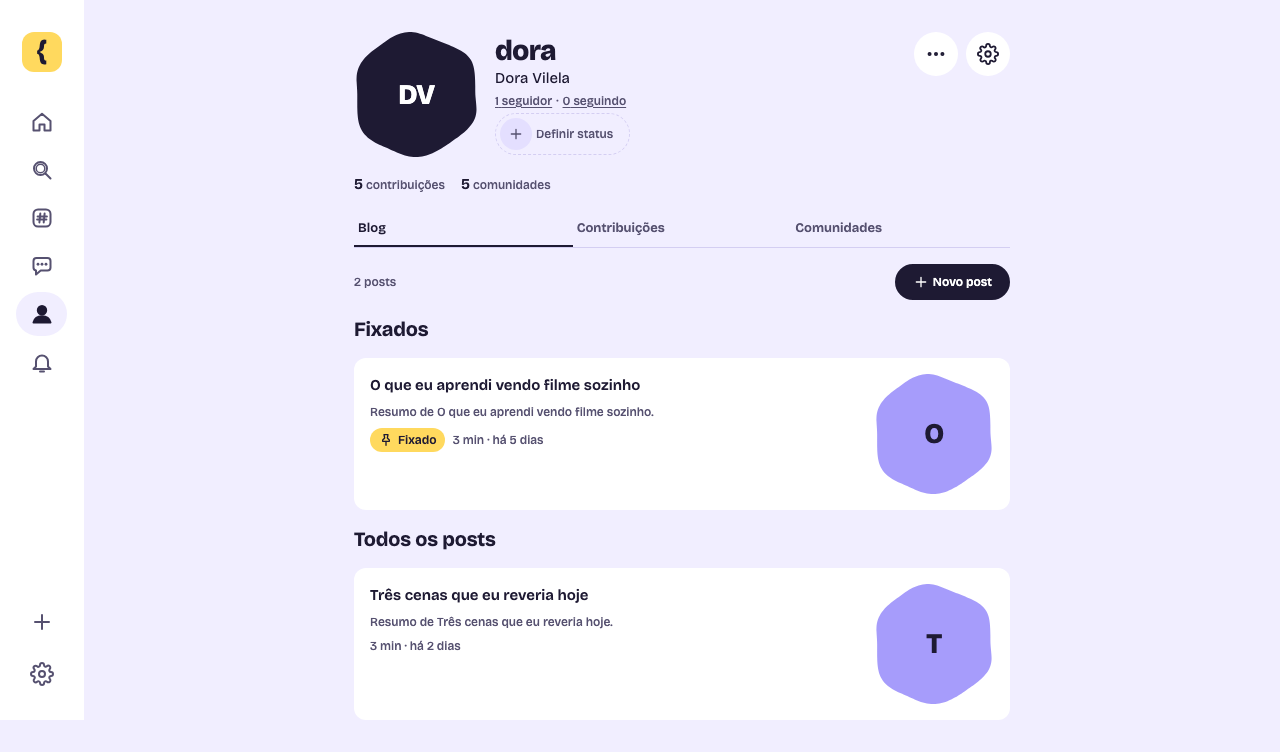 {
DV
dora
Dora Vilela
1 seguidor · 0 seguindo
Definir status
5 contribuições 5 comunidades
Blog Contribuições Comunidades
2 posts
Novo post
Fixados
O que eu aprendi vendo filme sozinho
Resumo de O que eu aprendi vendo filme sozinho.
Fixado 3 min · há 5 dias
O
Todos os posts
Três cenas que eu reveria hoje
Resumo de Três cenas que eu reveria hoje.
3 min · há 2 dias
T